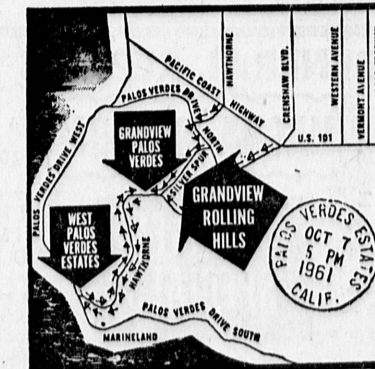 HAWTHORNE
CRENSHAW BLVD.
WESTERN AVENUE
VERMONT AVENUE
PACIFIC COAST
HIGHWAY
U.S. 101
PALOS VERDES DRIVE
NORTH
PALOS VERDES DRIVE WEST
GRANDVIEW
PALOS
VERDES
SILVER SPUR
GRANDVIEW
ROLLING
HILLS
WEST
PALOS
VERDES
ESTATES
HAWTHORNE
PALOS VERDES ESTATES
OCT 7
5 PM
1961
CALIF.
PALOS VERDES DRIVE SOUTH
MARINELAND